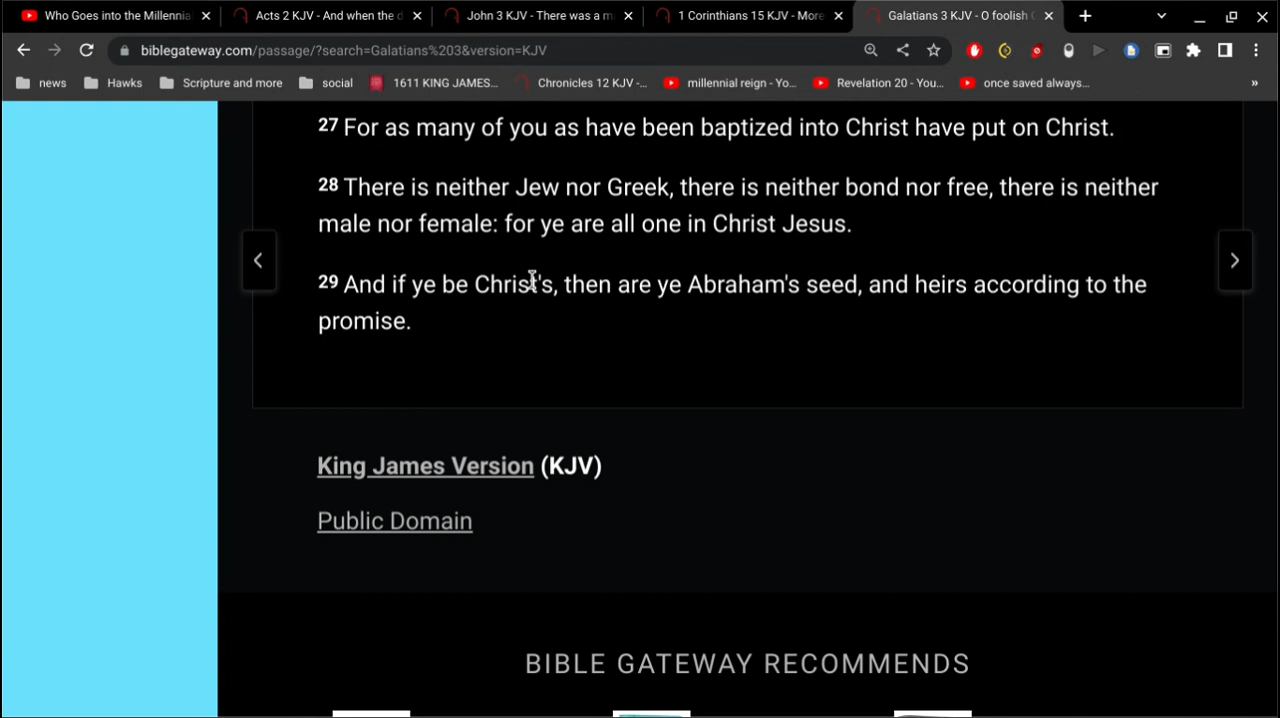 Who Goes into the Millennia
Acts 2 KJV - And when the d
John 3 KJV - There was a m
1 Corinthians 15 KJV - More
Galatians 3 KJV - O foolish
biblegateway.com/passage/?search=Galatians%203&version=KJV
news
Hawks
Scripture and more
social
1611 KING JAMES...
Chronicles 12 KJV -...
millennial reign - Yo...
Revelation 20 - You...
once saved always...
»
27 For as many of you as have been baptized into Christ have put on Christ.
28 There is neither Jew nor Greek, there is neither bond nor free, there is neither
male nor female: for ye are all one in Christ Jesus.
29 And if ye be Christ's, then are ye Abraham's seed, and heirs according to the
promise.
King James Version (KJV)
Public Domain
BIBLE GATEWAY RECOMMENDS